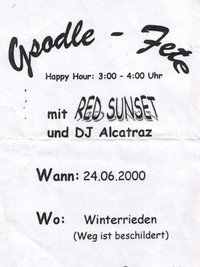 Gsodle - Fete
Happy Hour: 3:00 - 4:00 Uhr
mit RED SUNSET
und DJ Alcatraz
Wann: 24.06.2000
Wo: Winterrieden
(Weg ist beschildert)